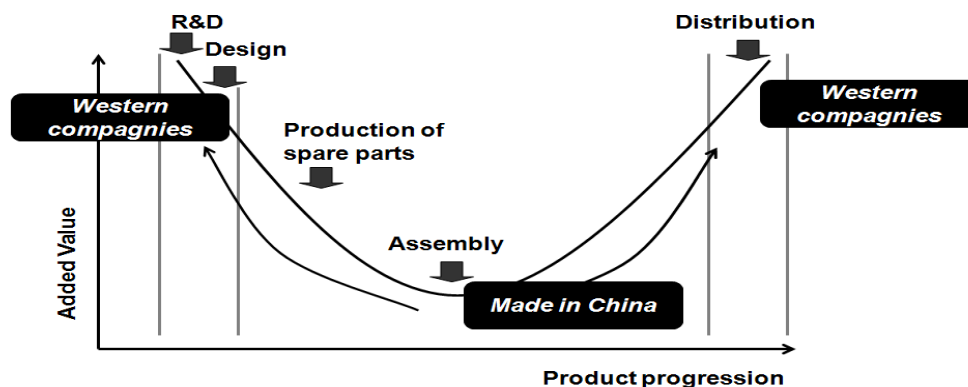 R&D
Design
Distribution
Western
compagnies
Western
compagnies
Production of
spare parts
Assembly
Made in China
Added Value
Product progression